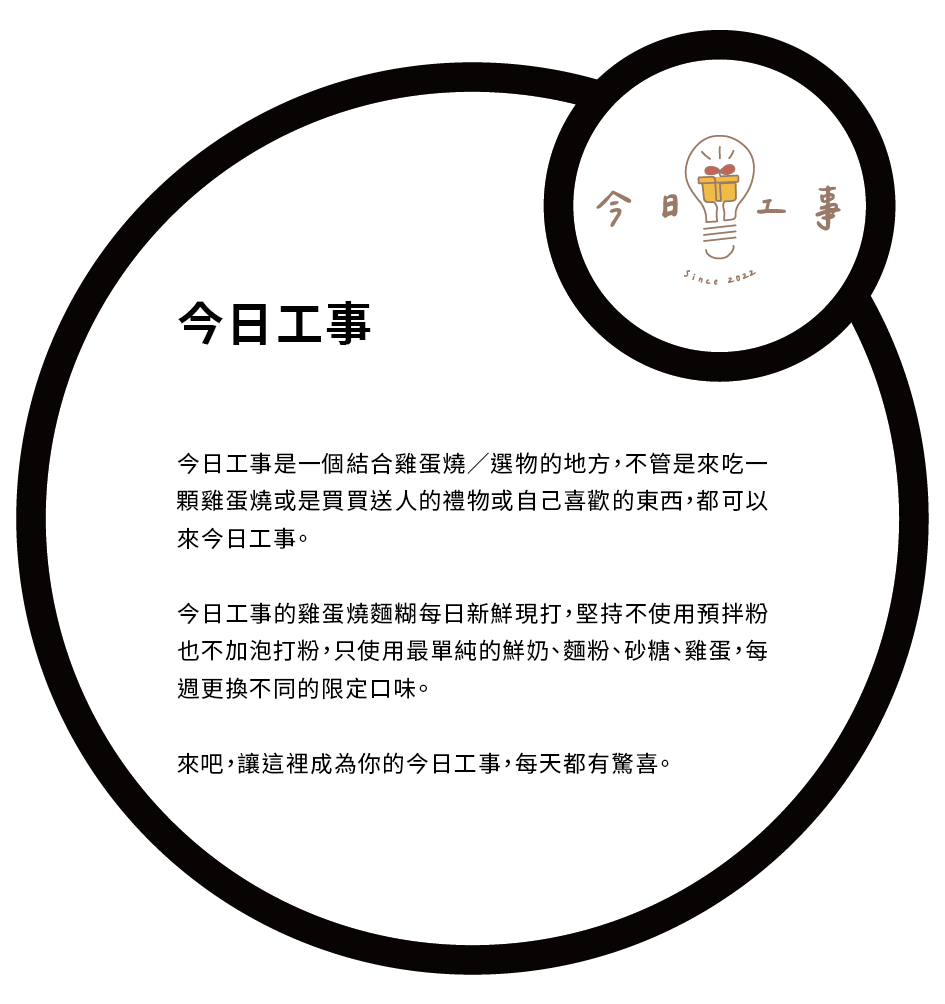 今日工事
Since 2022
今日工事
今日工事是一個結合雞蛋燒╱選物的地方，不管是來吃一
顆雞蛋燒或是買買送人的禮物或自己喜歡的東西，都可以
來今日工事。
今日工事的雞蛋燒麵糊每日新鮮現打，堅持不使用預拌粉
也不加泡打粉，只使用最單純的鮮奶、麵粉、砂糖、雞蛋，每
週更換不同的限定口味。
來吧，讓這裡成為你的今日工事，每天都有驚喜。